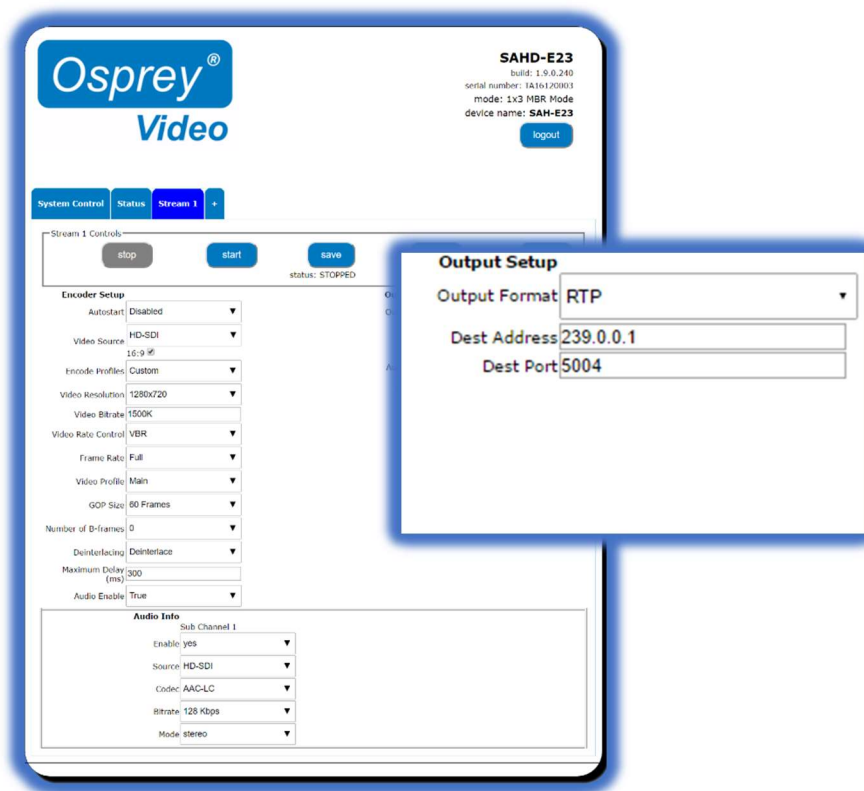 Osprey®
Video
SAHD-E23
build: 1.9.0.240
serial number: TA16120003
mode: 1x3 MBR Mode
device name: SAH-E23
logout
System Control Status Stream 1 +
Stream 1 Controls
stop start save
status: STOPPED
Encoder Setup
Autostart Disabled
Video Source HD-SDI
16:9
Encode Profiles Custom
Video Resolution 1280x720
Video Bitrate 1500K
Video Rate Control VBR
Frame Rate Full
Video Profile Main
GOP Size 60 Frames
Number of B-frames 0
Deinterlacing Deinterlace
Maximum Delay
(ms) 300
Audio Enable True
Audio Info
Sub Channel 1
Enable yes
Source HD-SDI
Codec AAC-LC
Bitrate 128 Kbps
Mode stereo
Output Setup
Output Format RTP
Dest Address 239.0.0.1
Dest Port 5004